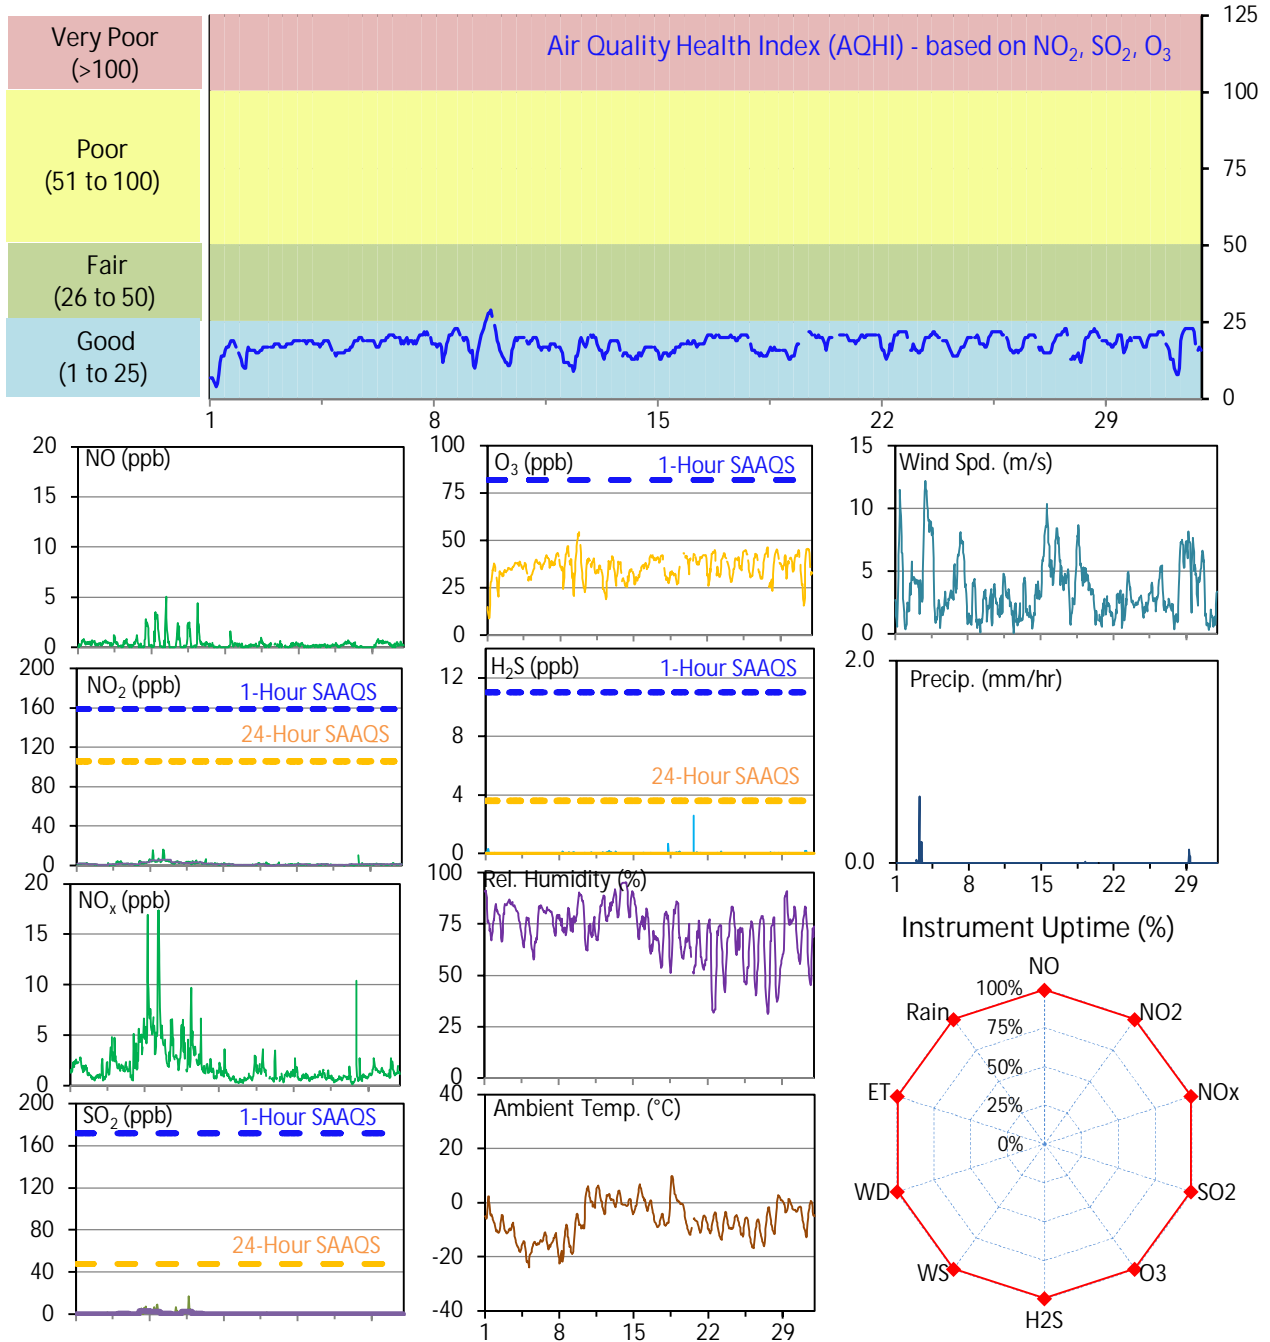 Very Poor
(>100)
Poor
(51 to 100)
Fair
(26 to 50)
Good
(1 to 25)
Air Quality Health Index (AQHI) - based on NO₂, SO₂, O₃
125
100
75
50
25
0
1 8 15 22 29
NO (ppb)
20
15
10
5
0
NO₂ (ppb)
1-Hour SAAQS
24-Hour SAAQS
200
160
120
80
40
0
NOₓ (ppb)
20
15
10
5
0
SO₂ (ppb)
1-Hour SAAQS
24-Hour SAAQS
200
160
120
80
40
0
O₃ (ppb)
1-Hour SAAQS
100
75
50
25
0
H₂S (ppb)
1-Hour SAAQS
24-Hour SAAQS
12
8
4
0
Rel. Humidity (%)
100
75
50
25
0
Ambient Temp. (°C)
40
20
0
-20
-40
1 8 15 22 29
Wind Spd. (m/s)
15
10
5
0
Precip. (mm/hr)
2.0
0.0
1 8 15 22 29
Instrument Uptime (%)
NO
NO2
NOx
SO2
O3
H2S
WS
WD
ET
Rain
100%
75%
50%
25%
0%